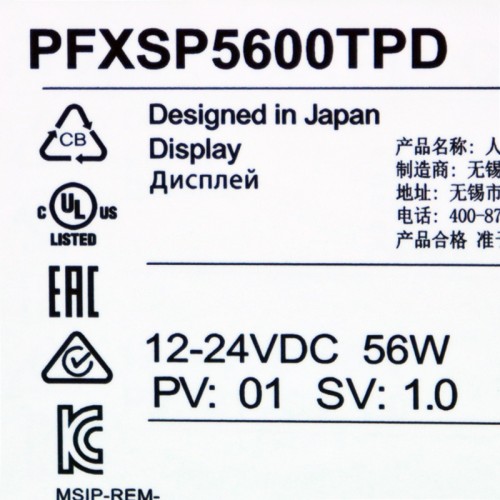 PFXSP5600TPD
Designed in Japan
CB
Display
Дисплей
产品名称: 人
制造商: 无锡
地址: 无锡市
电话: 400-87
产品合格 准
C UL US
LISTED
EAC
12-24VDC 56W
PV: 01 SV: 1.0
KC
MSIP-REM-